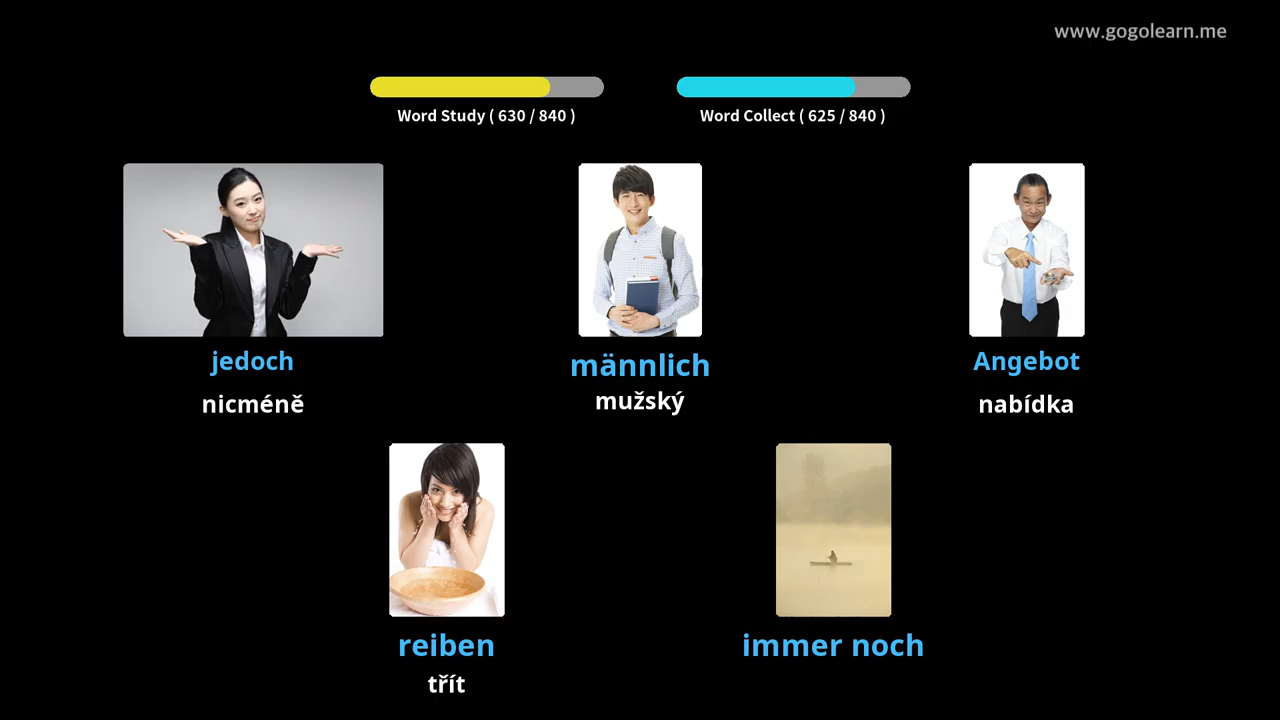 www.gogolearn.me
Word Study ( 630 / 840 )
Word Collect ( 625 / 840 )
jedoch
nicméně
männlich
mužský
Angebot
nabídka
reiben
třít
immer noch